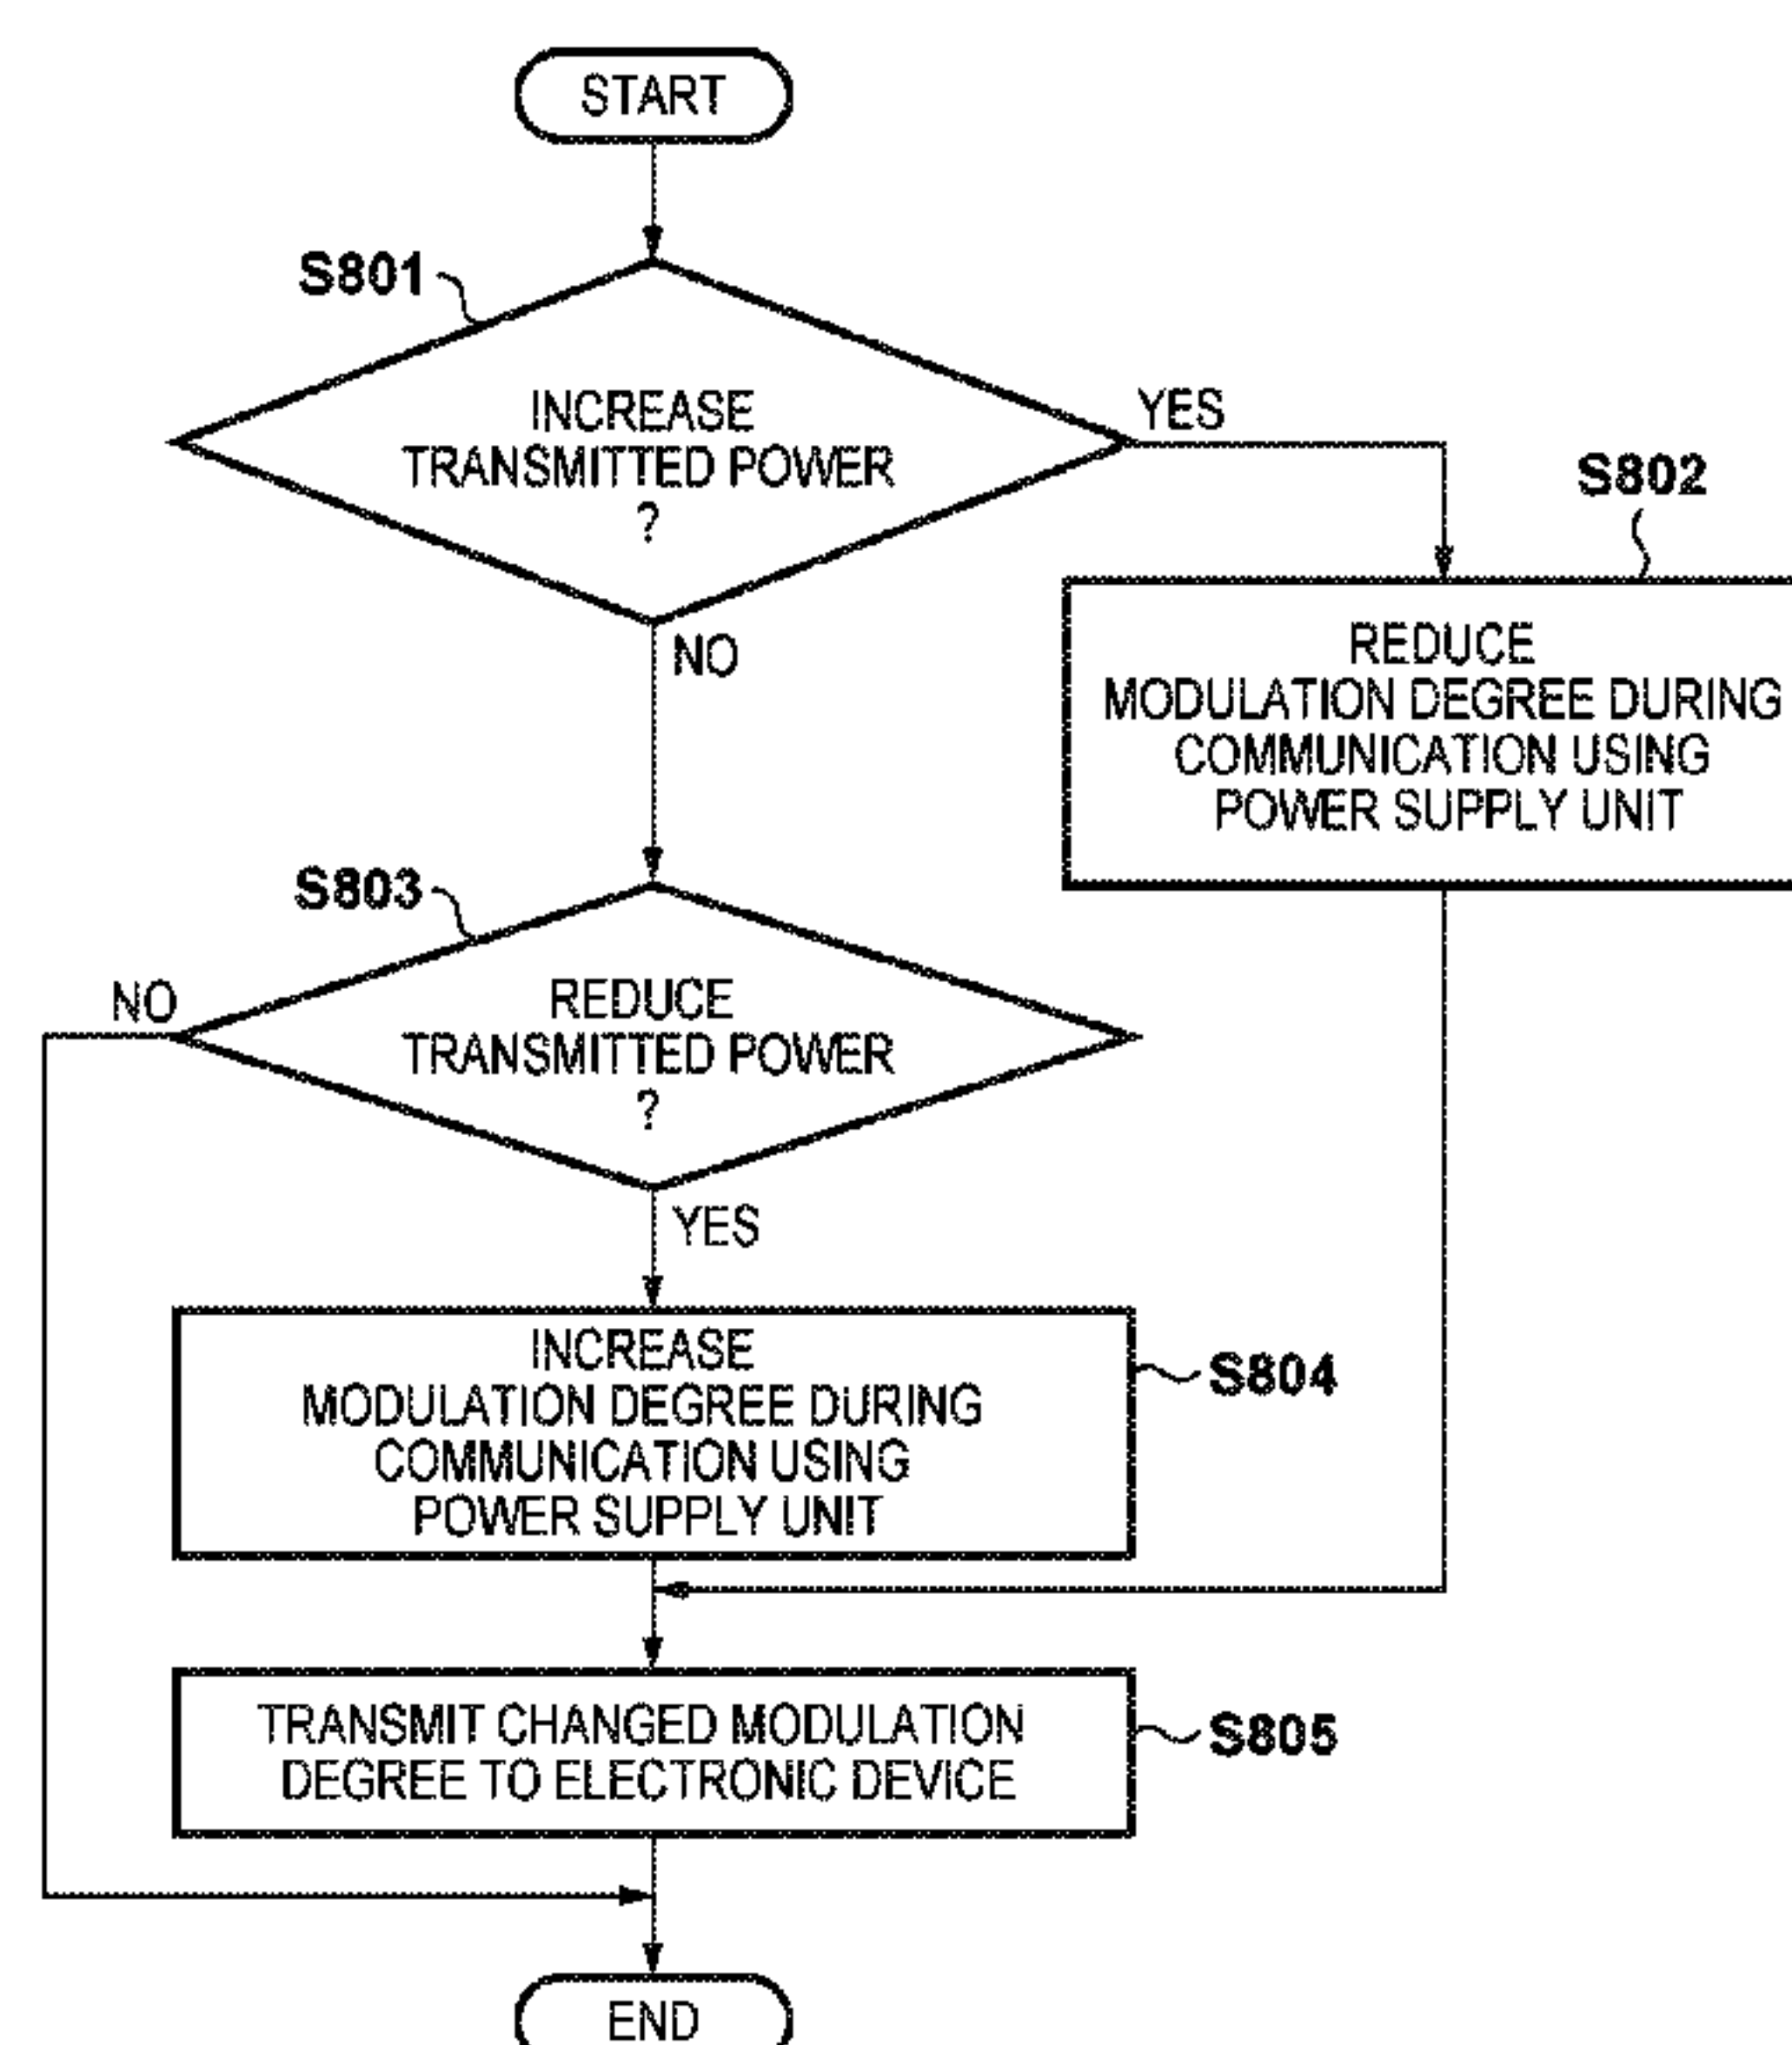 START
S801
INCREASE
TRANSMITTED POWER
?
YES
NO
S802
REDUCE
MODULATION DEGREE DURING
COMMUNICATION USING
POWER SUPPLY UNIT
S803
NO
REDUCE
TRANSMITTED POWER
?
YES
INCREASE
MODULATION DEGREE DURING
COMMUNICATION USING
POWER SUPPLY UNIT
S804
TRANSMIT CHANGED MODULATION
DEGREE TO ELECTRONIC DEVICE
S805
END